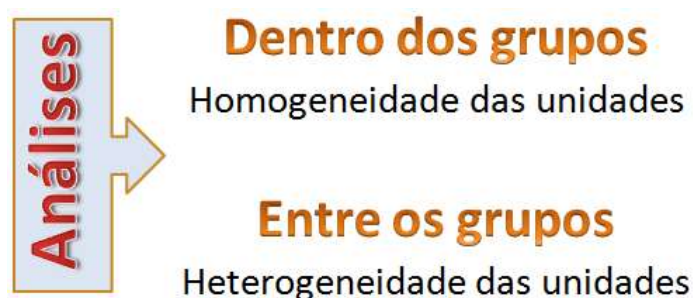 Análises
Dentro dos grupos
Homogeneidade das unidades
Entre os grupos
Heterogeneidade das unidades